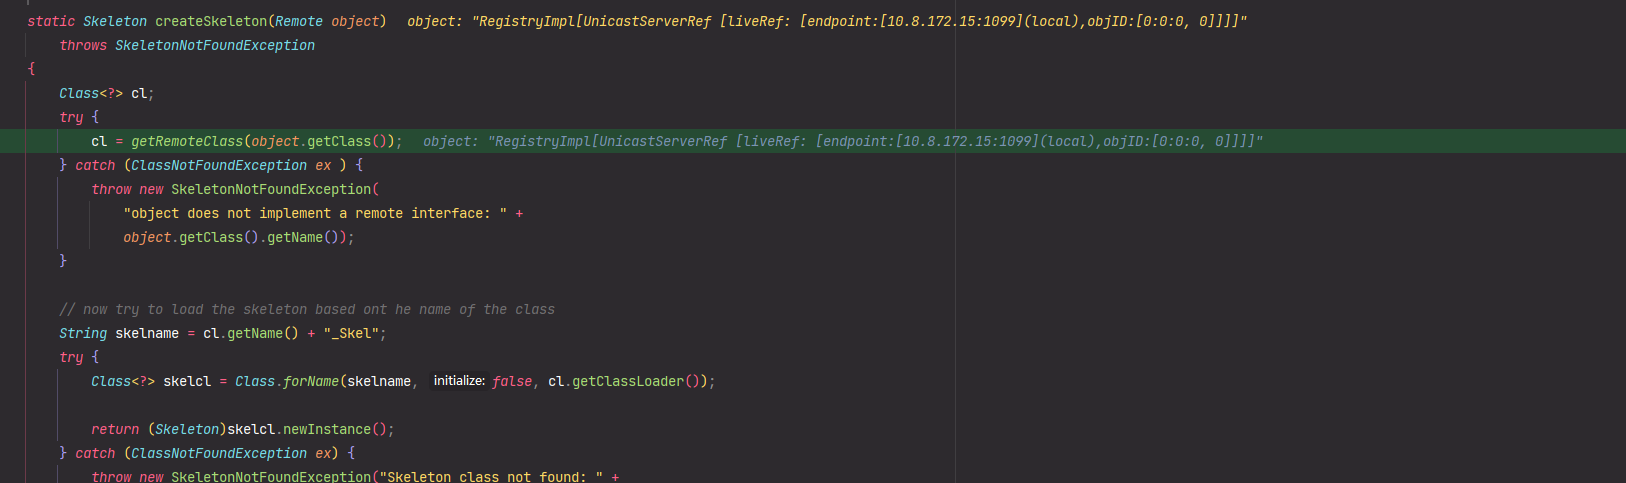 static Skeleton createSkeleton(Remote object)   object: "RegistryImpl[UnicastServerRef [liveRef: [endpoint:[10.8.172.15:1099](local),objID:[0:0:0, 0]]]]"
    throws SkeletonNotFoundException
{
    Class<?> cl;
    try {
        cl = getRemoteClass(object.getClass());   object: "RegistryImpl[UnicastServerRef [liveRef: [endpoint:[10.8.172.15:1099](local),objID:[0:0:0, 0]]]]"
    } catch (ClassNotFoundException ex ) {
        throw new SkeletonNotFoundException(
            "object does not implement a remote interface: " +
            object.getClass().getName());
    }
    // now try to load the skeleton based ont he name of the class
    String skelname = cl.getName() + "_Skel";
    try {
        Class<?> skelcl = Class.forName(skelname, initialize: false, cl.getClassLoader());
        return (Skeleton)skelcl.newInstance();
    } catch (ClassNotFoundException ex) {
        throw new SkeletonNotFoundException("Skeleton class not found: " +